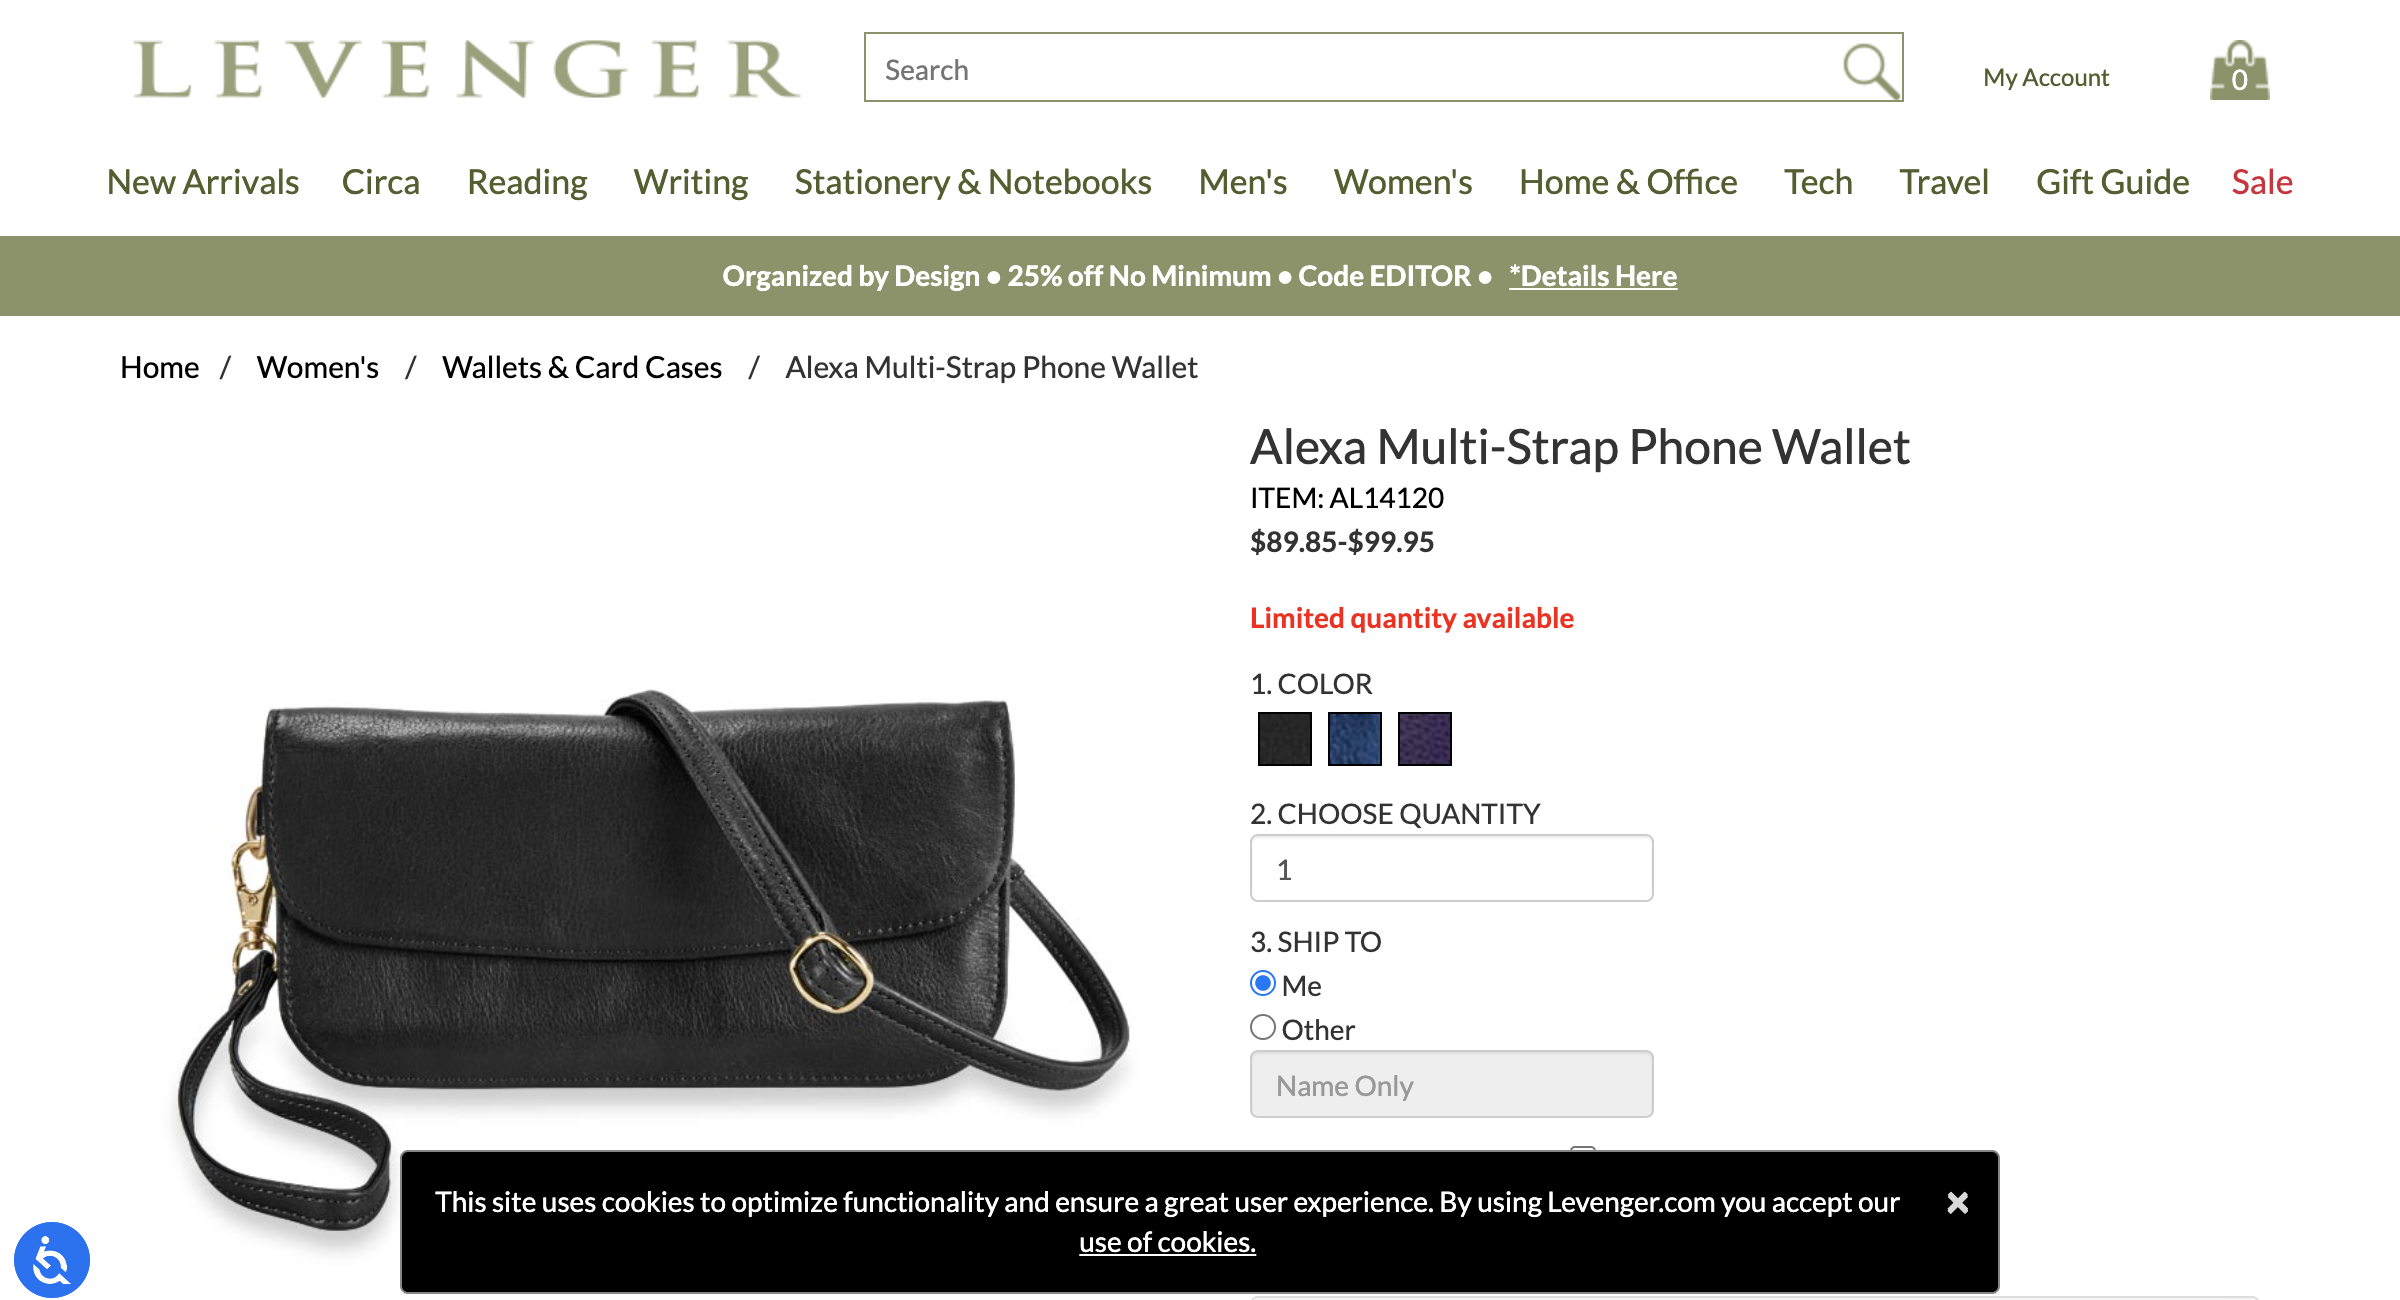 LEVENGER
Search
My Account
0
New Arrivals Circa Reading Writing Stationery & Notebooks Men's Women's Home & Office Tech Travel Gift Guide Sale
Organized by Design • 25% off No Minimum • Code EDITOR • *Details Here
Home / Women's / Wallets & Card Cases / Alexa Multi-Strap Phone Wallet
Alexa Multi-Strap Phone Wallet
ITEM: AL14120
$89.85-$99.95
Limited quantity available
1. COLOR
2. CHOOSE QUANTITY
1
3. SHIP TO
Me
Other
Name Only
This site uses cookies to optimize functionality and ensure a great user experience. By using Levenger.com you accept our
use of cookies.